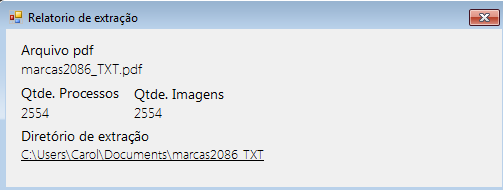 Relatorio de extração
Arquivo pdf
marcas2086_TXT.pdf
Qtde. Processos Qtde. Imagens
2554 2554
Diretório de extração
C:\Users\Carol\Documents\marcas2086_TXT